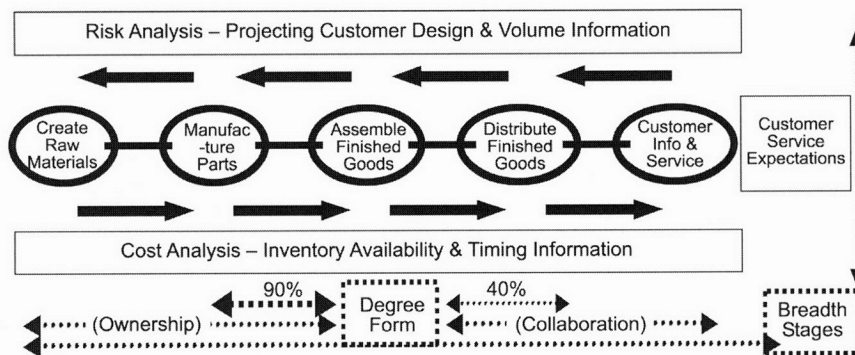 Risk Analysis – Projecting Customer Design & Volume Information
Create
Raw
Materials
Manufac
-ture
Parts
Assemble
Finished
Goods
Distribute
Finished
Goods
Customer
Info &
Service
Customer
Service
Expectations
Cost Analysis – Inventory Availability & Timing Information
90%
Degree
Form
40%
(Ownership)
(Collaboration)
Breadth
Stages